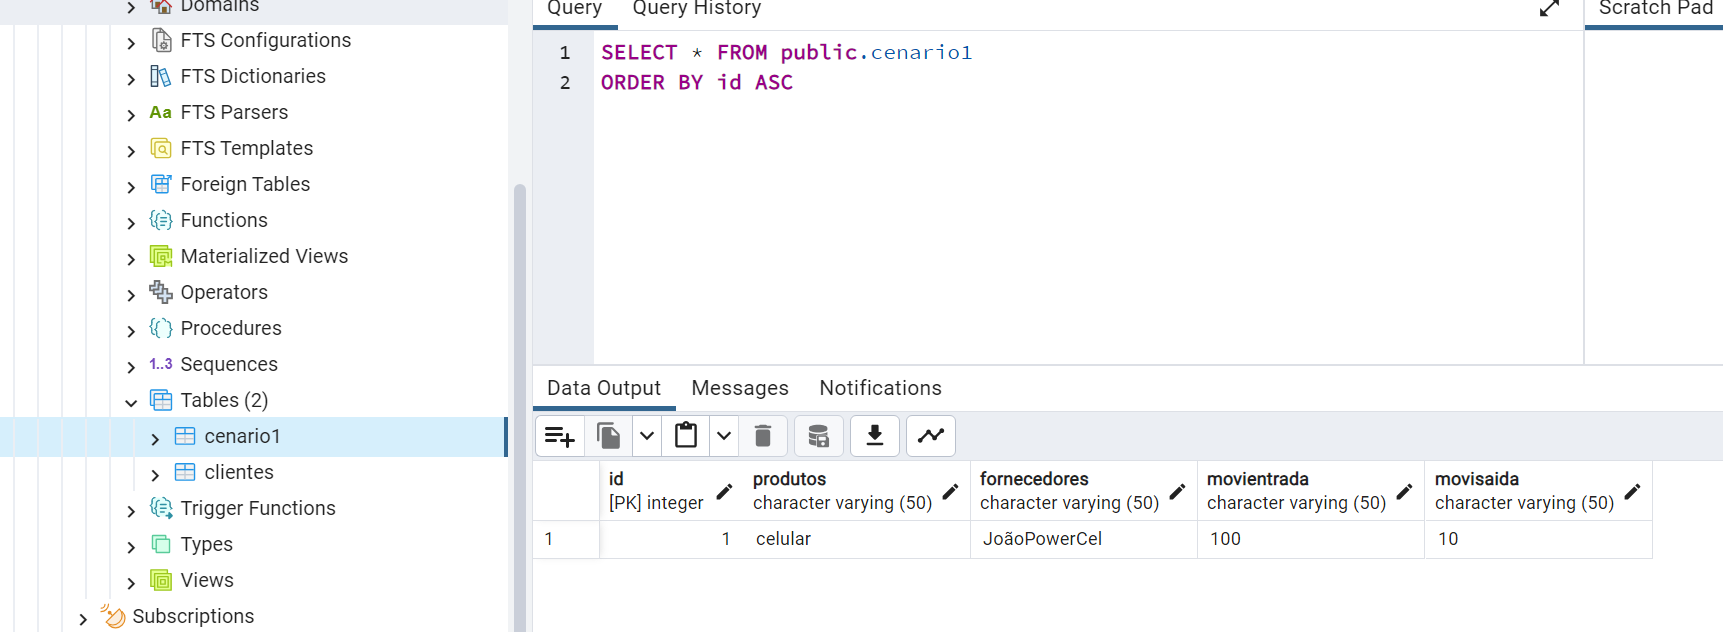 Domains
FTS Configurations
FTS Dictionaries
Aa FTS Parsers
FTS Templates
Foreign Tables
Functions
Materialized Views
Operators
Procedures
1..3 Sequences
Tables (2)
cenario1
clientes
Trigger Functions
Types
Views
Subscriptions
Query Query History
Scratch Pad
1 SELECT * FROM public.cenario1
2 ORDER BY id ASC
Data Output Messages Notifications
id produtos fornecedores movientrada movisaida
[PK] integer character varying (50) character varying (50) character varying (50) character varying (50)
1 1 celular JoãoPowerCel 100 10